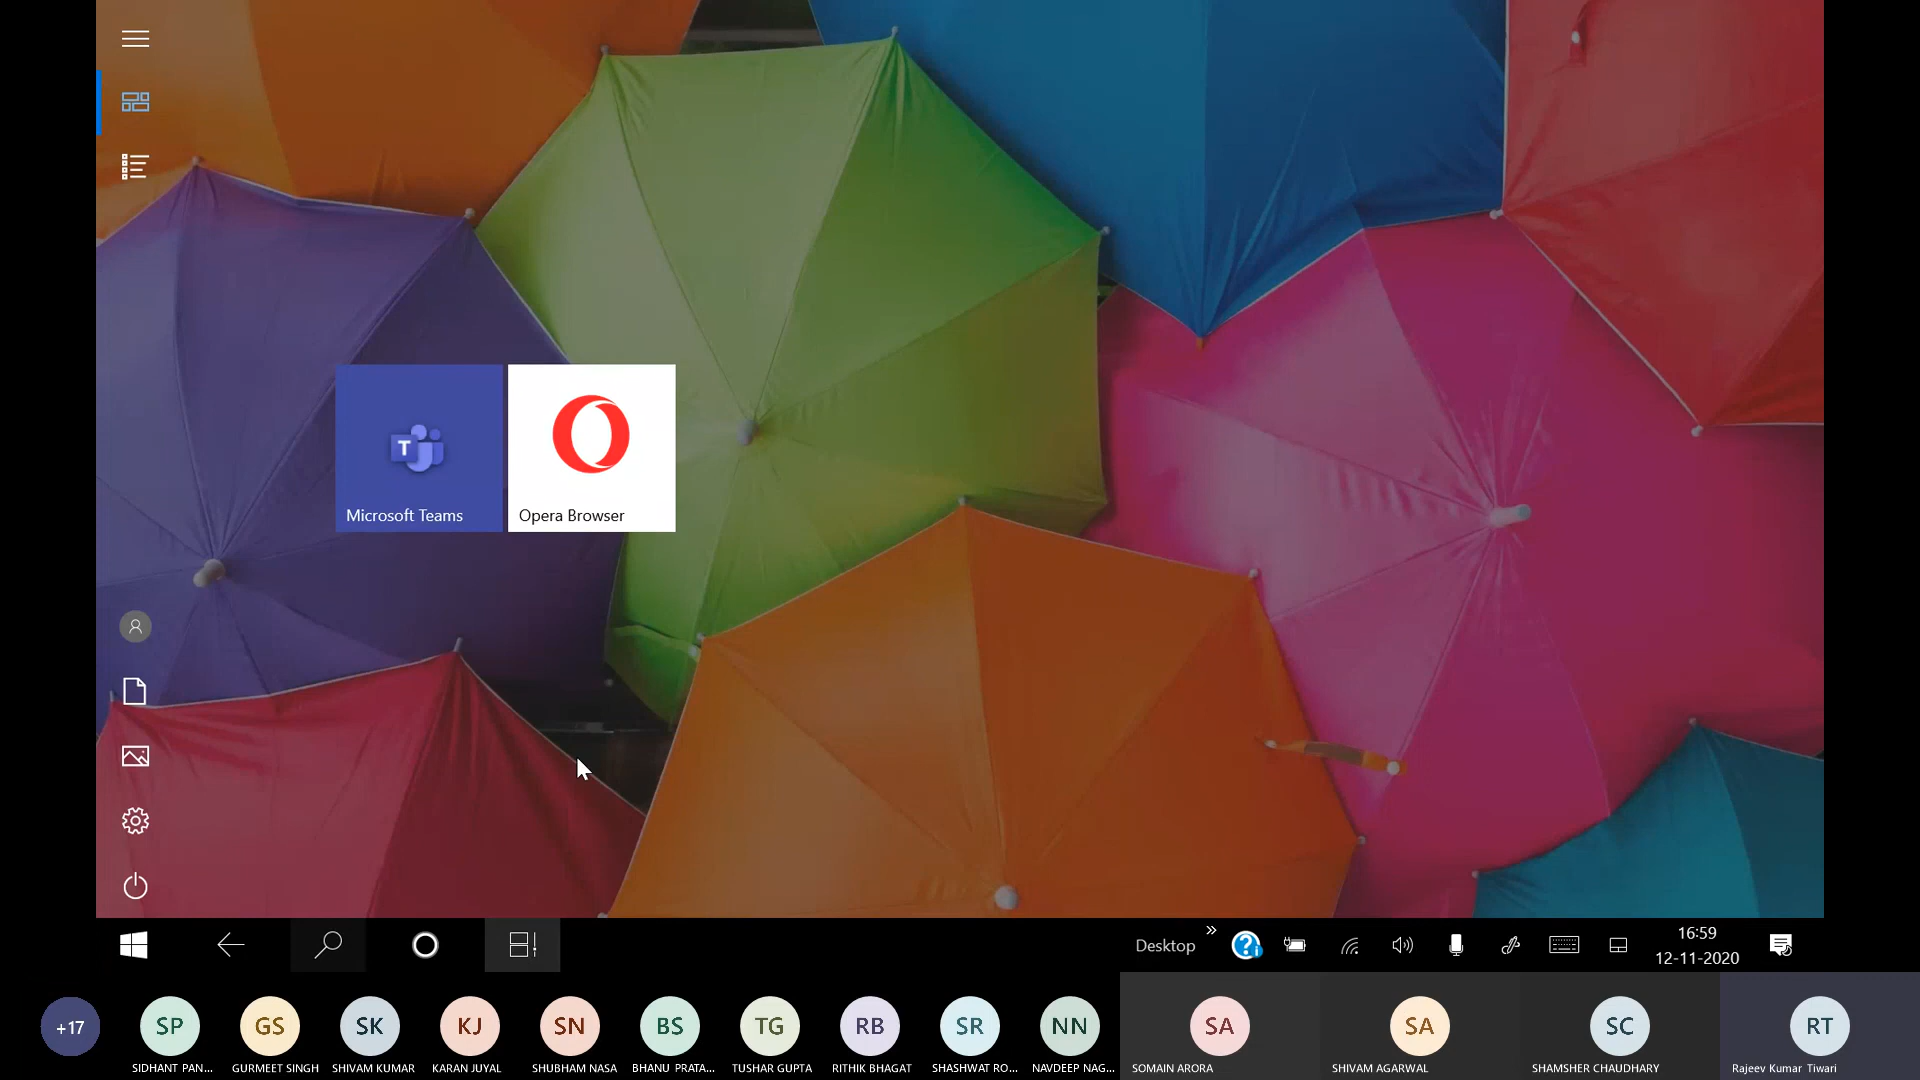 T
Microsoft Teams
Opera Browser
Desktop
16:59
12-11-2020
+17
SP
GS
SK
KJ
SN
BS
TG
RB
SR
NN
SA
SA
SC
RT
SIDHANT PAN...
GURMEET SINGH
SHIVAM KUMAR
KARAN JUYAL
SHUBHAM NASA
BHANU PRATA...
TUSHAR GUPTA
RITHIK BHAGAT
SHASHWAT RO...
NAVDEEP NAG...
SOMAIN ARORA
SHIVAM AGARWAL
SHAMSHER CHAUDHARY
Rajeev Kumar Tiwari